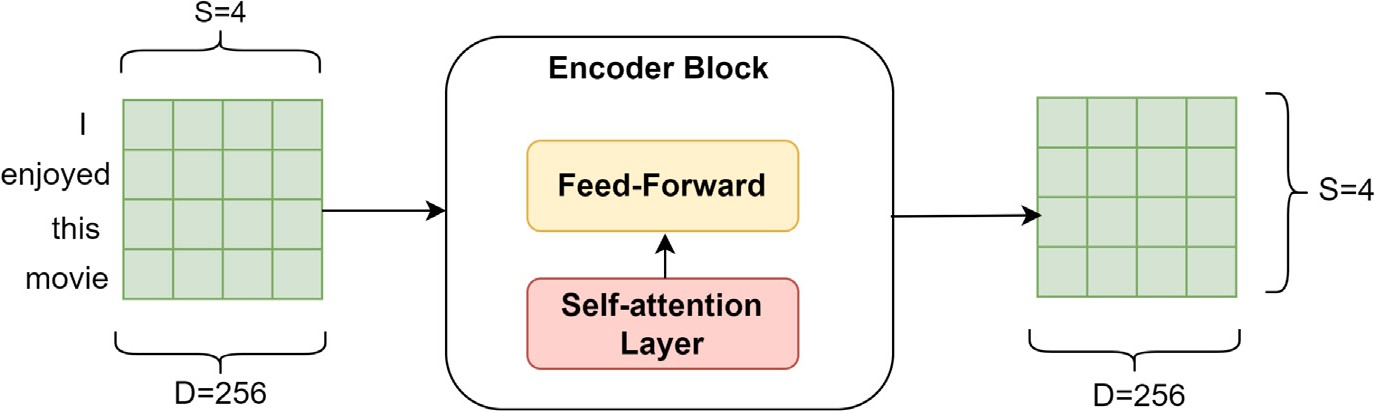 S=4
I
enjoyed
this
movie
D=256
Encoder Block
Feed-Forward
Self-attention
Layer
S=4
D=256